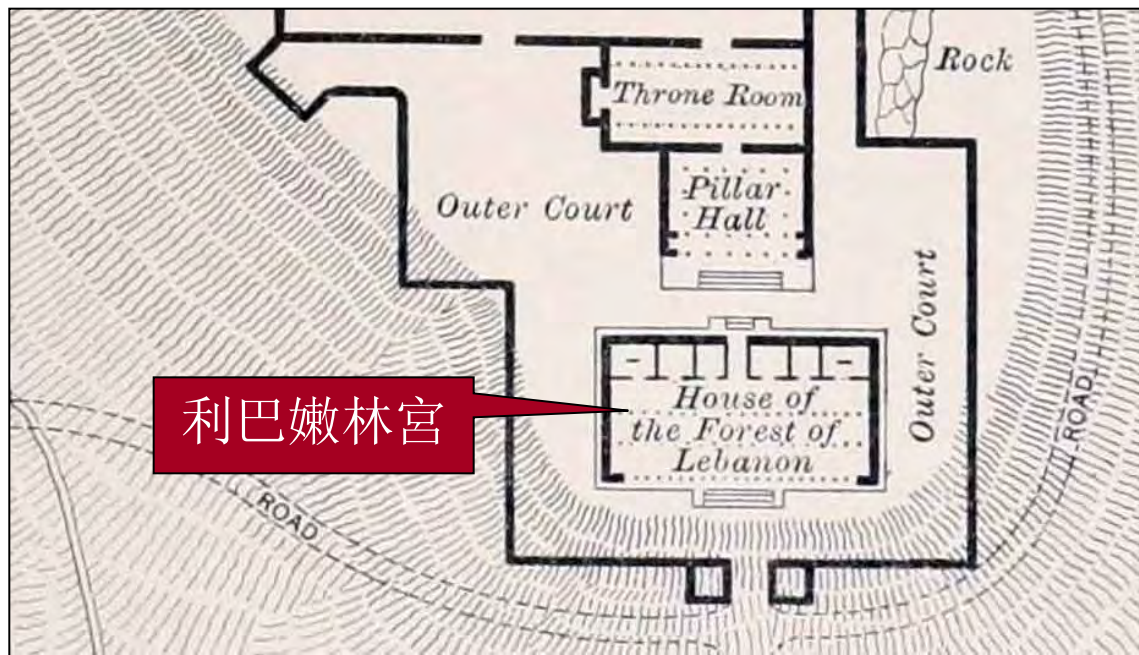 Rock
Throne Room
Pillar
Hall
Outer Court
Outer Court
利巴嫩林宮
House of
the Forest of
Lebanon
ROAD
ROAD